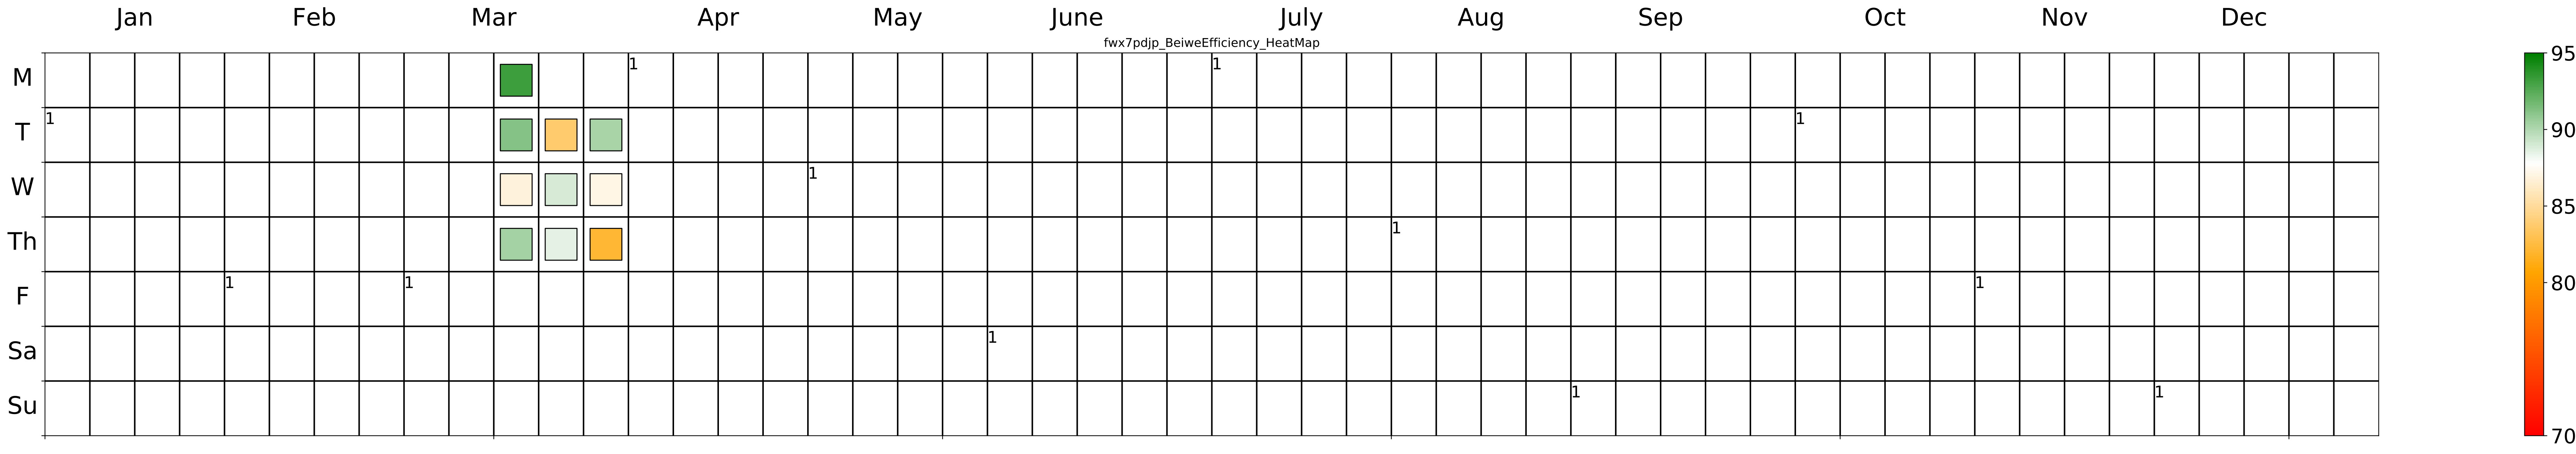 Jan Feb Mar Apr May June July Aug Sep Oct Nov Dec
fwx7pdjp_BeiweEfficiency_HeatMap
M 1 1
T 1 1
W 1
Th 1
F 1 1 1
Sa 1
Su 1 1
95
90
85
80
70